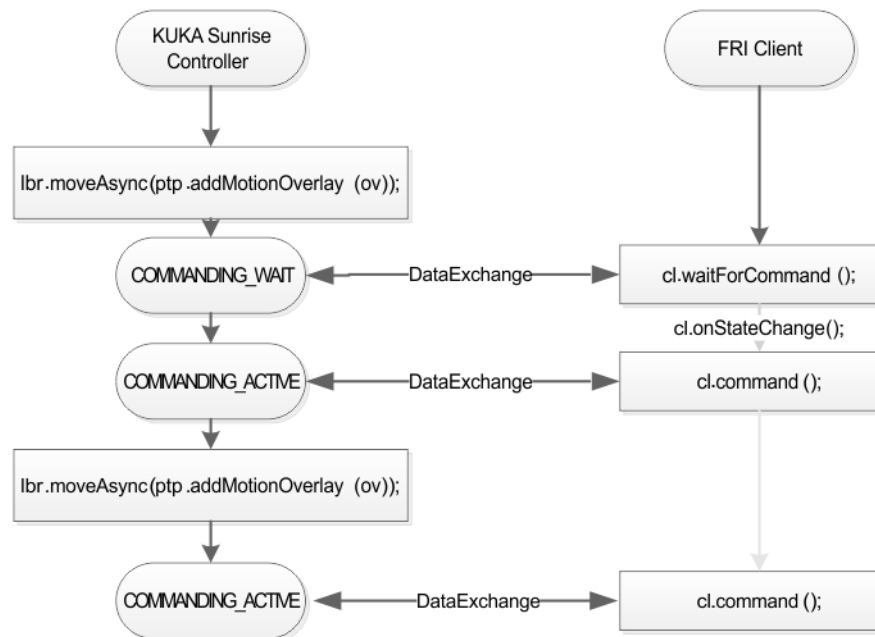 KUKA Sunrise
Controller
FRI Client
lbr.moveAsync(ptp.addMotionOverlay (ov));
COMMANDING_WAIT
DataExchange
cl.waitForCommand ();
cl.onStateChange();
COMMANDING_ACTIVE
DataExchange
cl.command ();
lbr.moveAsync(ptp.addMotionOverlay (ov));
COMMANDING_ACTIVE
DataExchange
cl.command ();